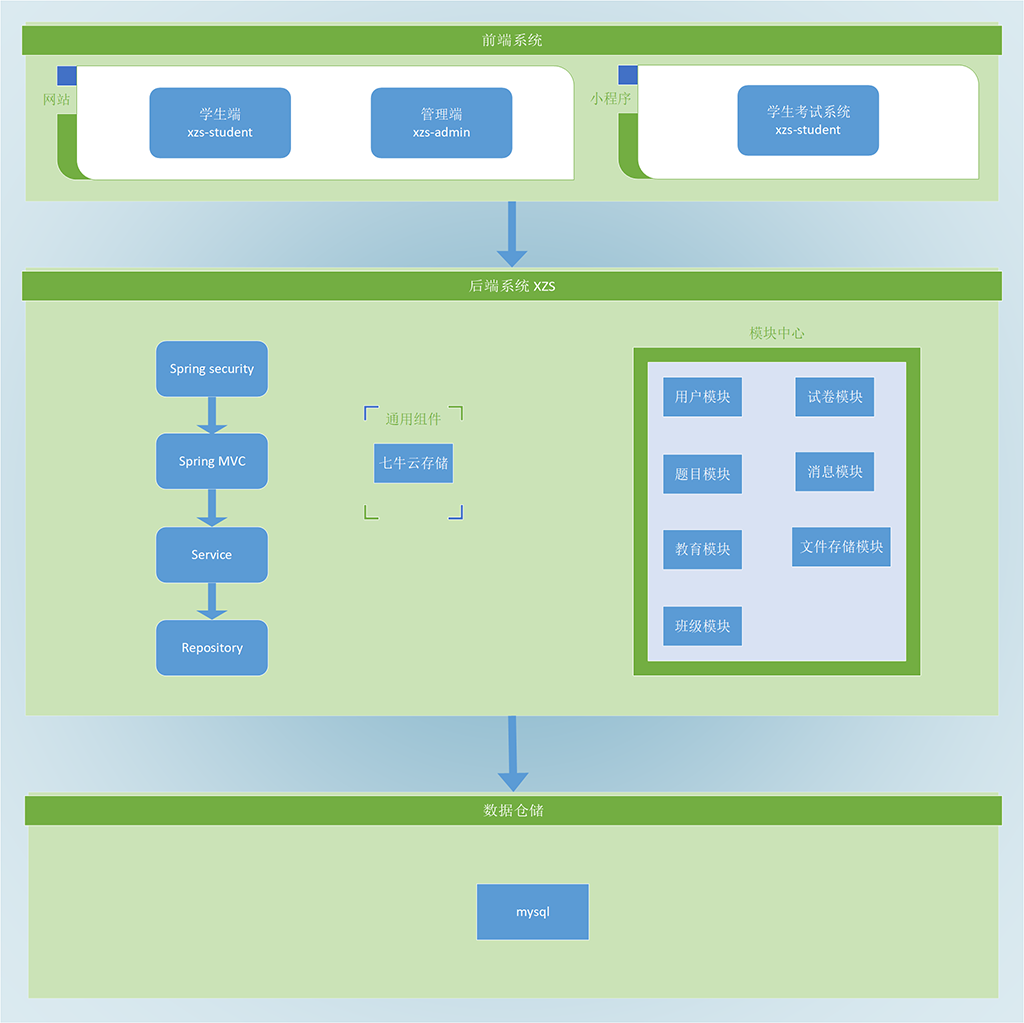 前端系统
网站
学生端
xzs-student
管理端
xzs-admin
小程序
学生考试系统
xzs-student
后端系统 XZS
Spring security
Spring MVC
Service
Repository
通用组件
七牛云存储
模块中心
用户模块
试卷模块
题目模块
消息模块
教育模块
文件存储模块
班级模块
数据仓储
mysql